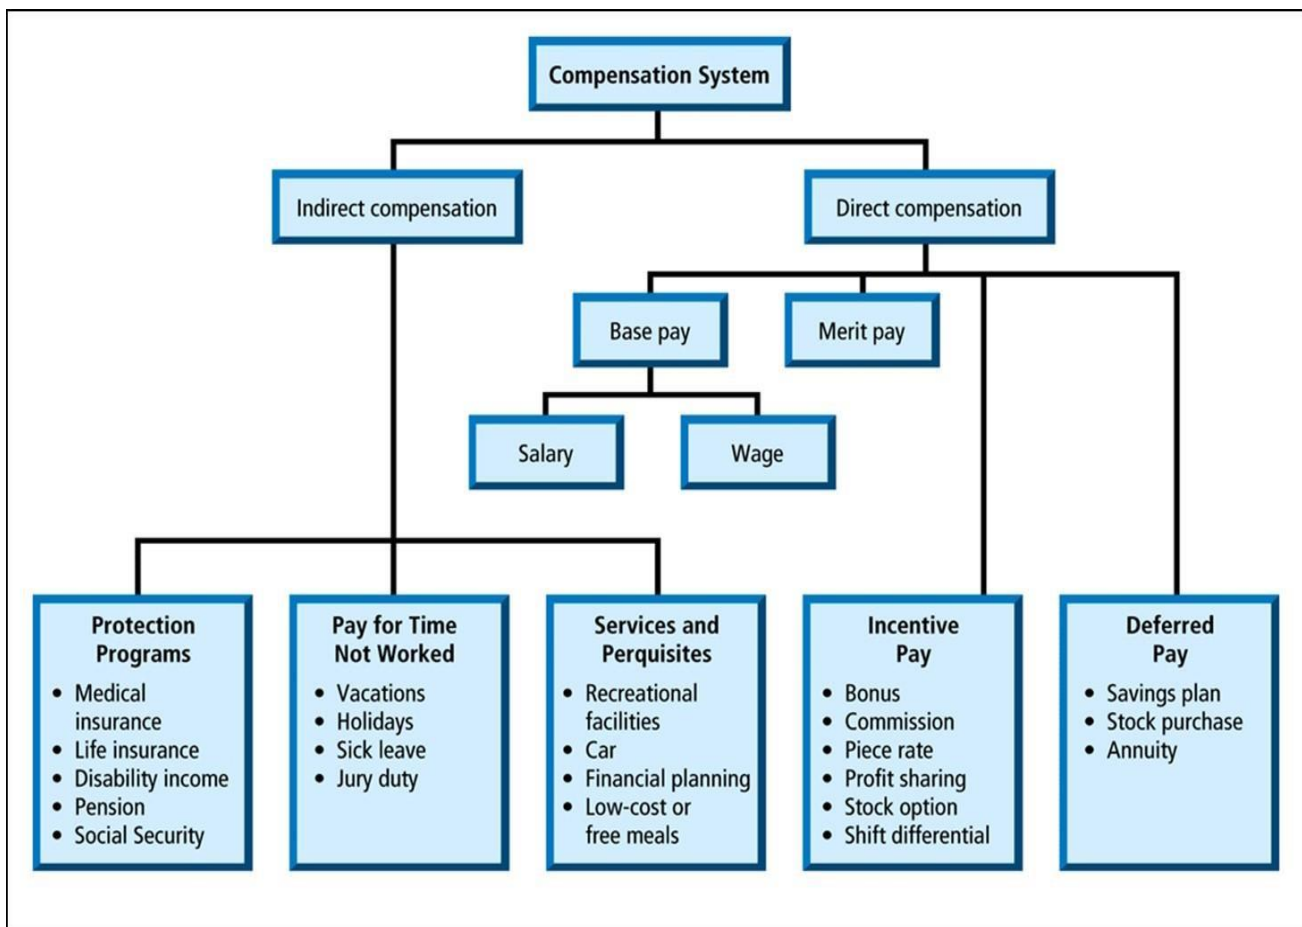 Compensation System
Indirect compensation
Direct compensation
Base pay
Merit pay
Salary
Wage
Protection
Programs
• Medical
insurance
• Life insurance
• Disability income
• Pension
• Social Security
Pay for Time
Not Worked
• Vacations
• Holidays
• Sick leave
• Jury duty
Services and
Perquisites
• Recreational
facilities
• Car
• Financial planning
• Low-cost or
free meals
Incentive
Pay
• Bonus
• Commission
• Piece rate
• Profit sharing
• Stock option
• Shift differential
Deferred
Pay
• Savings plan
• Stock purchase
• Annuity